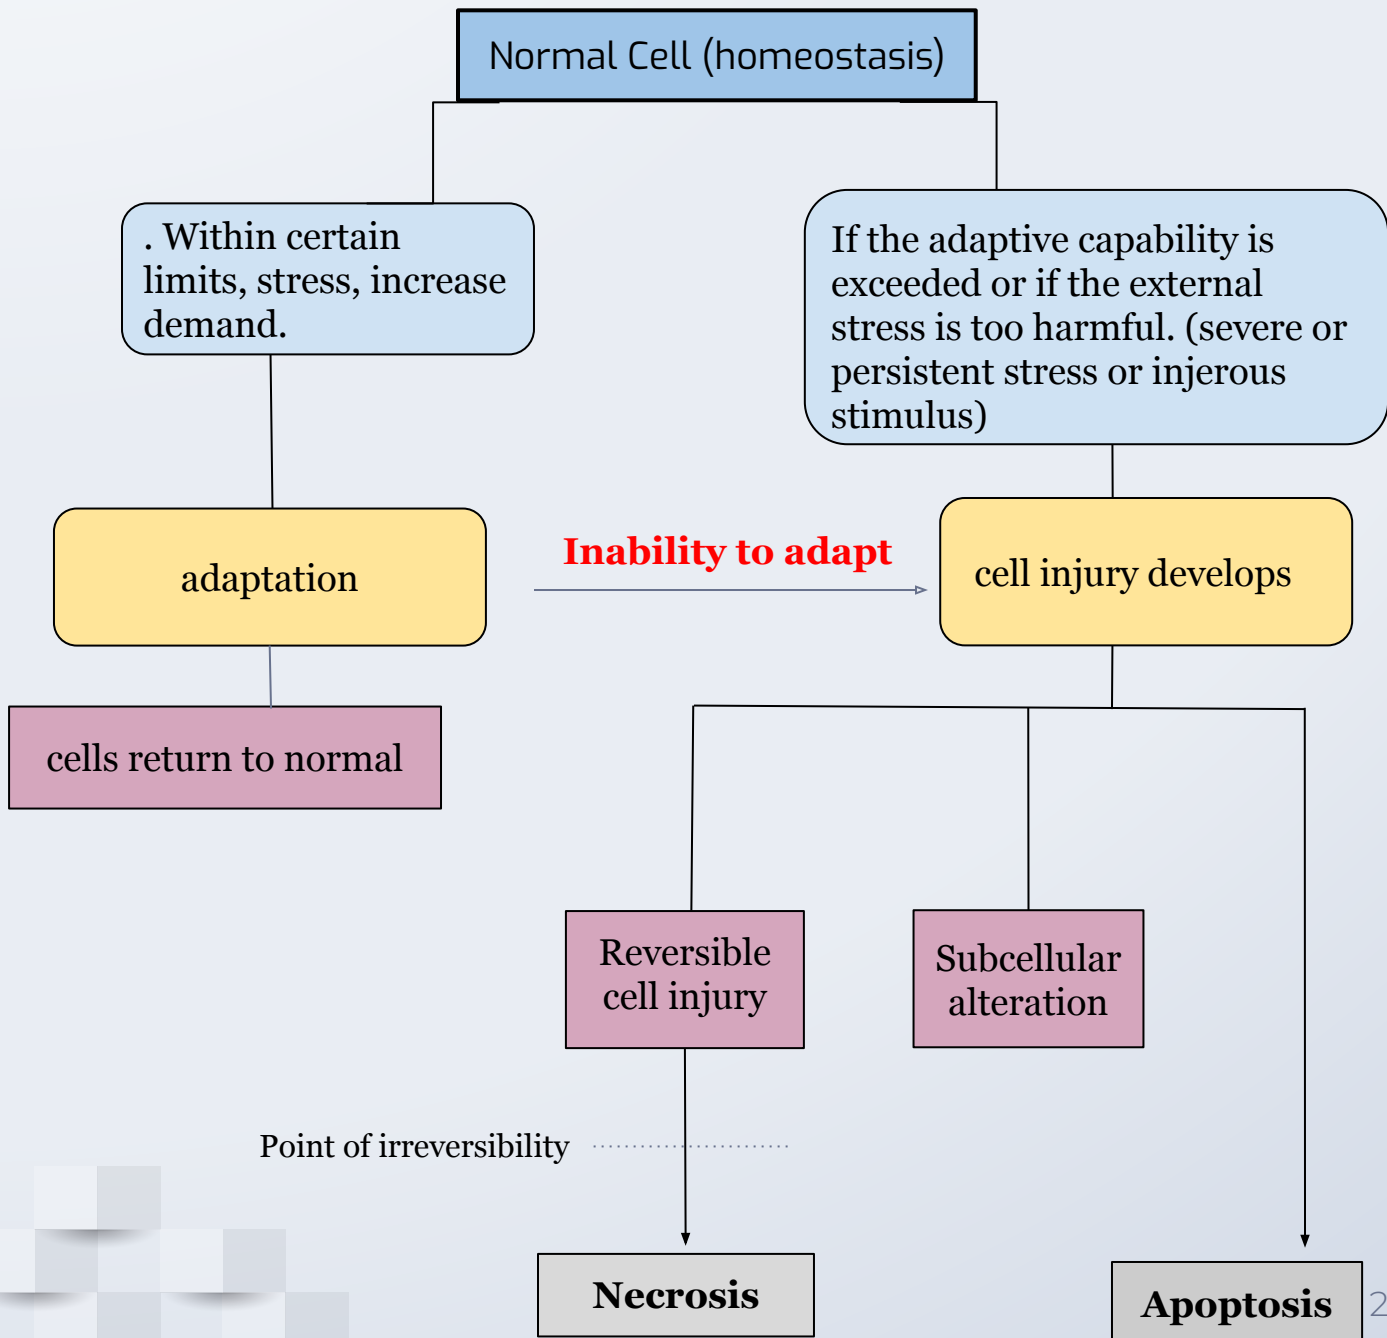 Normal Cell (homeostasis)
. Within certain
limits, stress, increase
demand.
If the adaptive capability is
exceeded or if the external
stress is too harmful. (severe or
persistent stress or injerous
stimulus)
adaptation
Inability to adapt
cell injury develops
cells return to normal
Reversible
cell injury
Subcellular
alteration
Point of irreversibility
Necrosis
Apoptosis
2